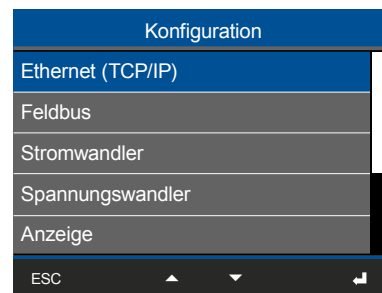 Konfiguration
Ethernet (TCP/IP)
Feldbus
Stromwandler
Spannungswandler
Anzeige
ESC